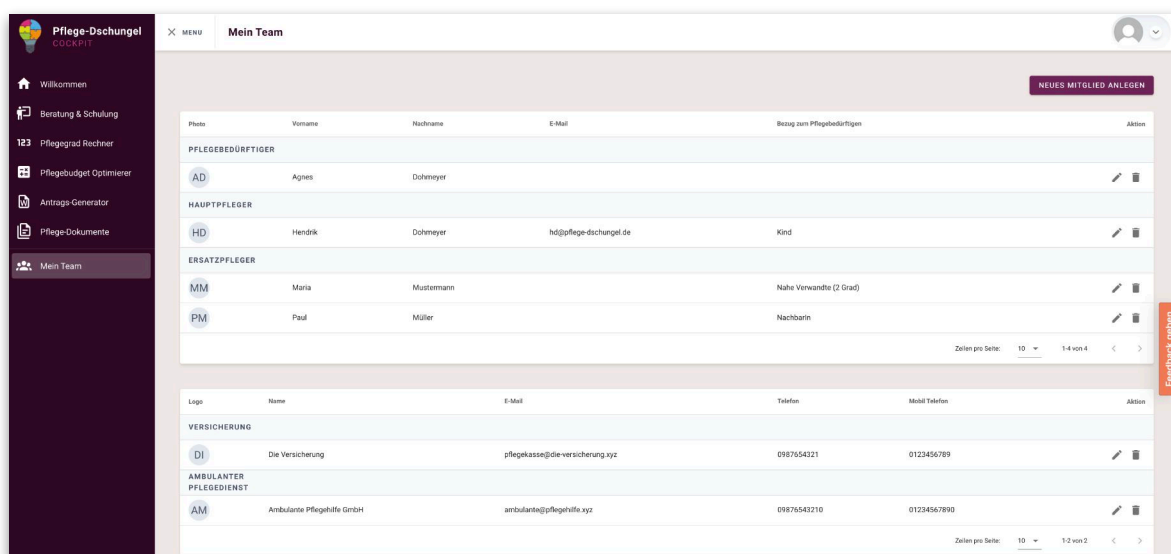 Pflege-Dschungel
COCKPIT
MENU Mein Team
Willkommen
Beratung & Schulung
123 Pflegegrad Rechner
Pflegebudget Optimierer
W Antrags-Generator
Pflege-Dokumente
Mein Team
NEUES MITGLIED ANLEGEN
Photo Vorname Nachname E-Mail Bezug zum Pflegebedürftigen Aktion
PFLEGEBEDÜRFTIGER
AD Agnes Dohmeyer
HAUPTPFLEGER
HD Hendrik Dohmeyer hd@pflege-dschungel.de Kind
ERSATZPFLEGER
MM Maria Mustermann Nahe Verwandte (2 Grad)
PM Paul Müller Nachbarin
Zeilen pro Seite: 10 1-4 von 4
Feedback geben
Logo Name E-Mail Telefon Mobil Telefon Aktion
VERSICHERUNG
DI Die Versicherung pflegekasse@die-versicherung.xyz 0987654321 0123456789
AMBULANTER
PFLEGEDIENST
AM Ambulante Pflegehilfe GmbH ambulante@pflegehilfe.xyz 09876543210 01234567890
Zeilen pro Seite: 10 1-2 von 2